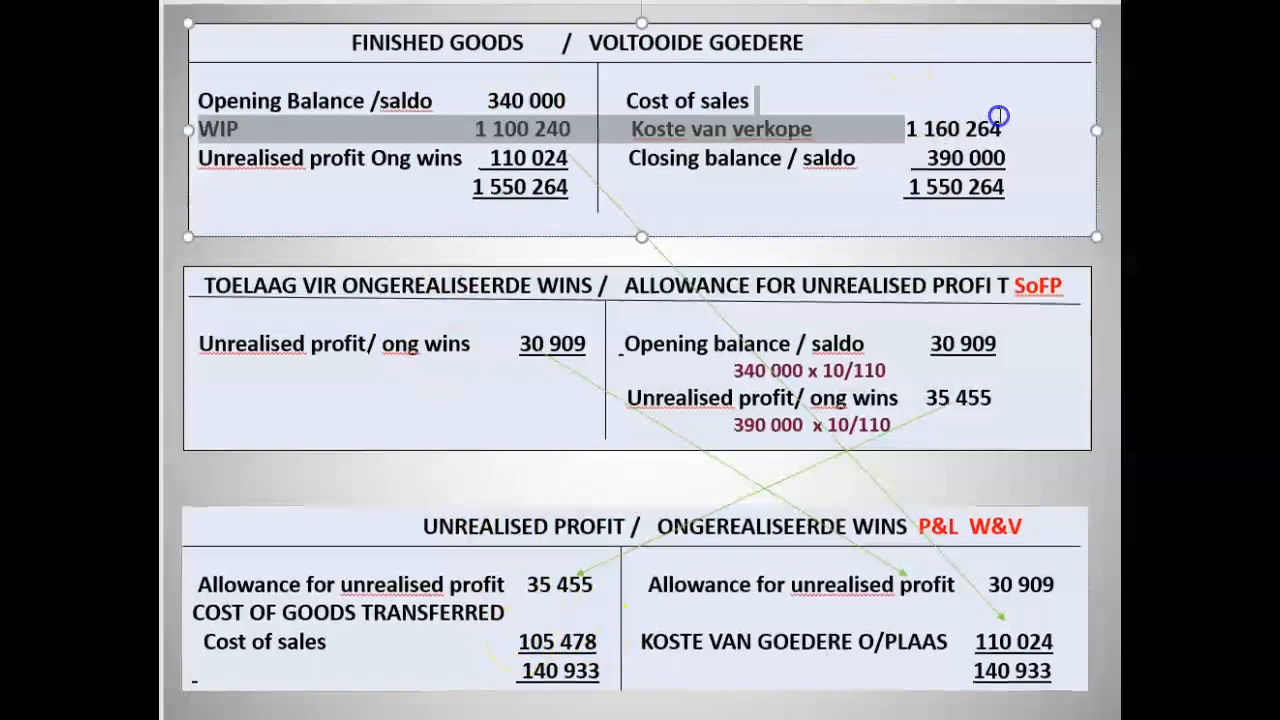 FINISHED GOODS / VOLTOOIDE GOEDERE
Opening Balance /saldo 340 000 Cost of sales
WIP 1 100 240 Koste van verkope 1 160 264
Unrealised profit Ong wins 110 024 Closing balance / saldo 390 000
1 550 264 1 550 264
TOELAAG VIR ONGEREALISEERDE WINS / ALLOWANCE FOR UNREALISED PROFI T SoFP
Unrealised profit/ ong wins 30 909 Opening balance / saldo 30 909
340 000 x 10/110
Unrealised profit/ ong wins 35 455
390 000 x 10/110
UNREALISED PROFIT / ONGEREALISEERDE WINS P&L W&V
Allowance for unrealised profit 35 455 Allowance for unrealised profit 30 909
COST OF GOODS TRANSFERRED
Cost of sales 105 478 KOSTE VAN GOEDERE O/PLAAS 110 024
140 933 140 933